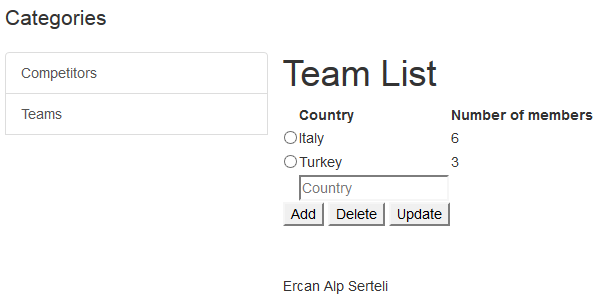 Categories
Competitors
Teams
Team List
Country Number of members
Italy 6
Turkey 3
Country
Add Delete Update
Ercan Alp Serteli